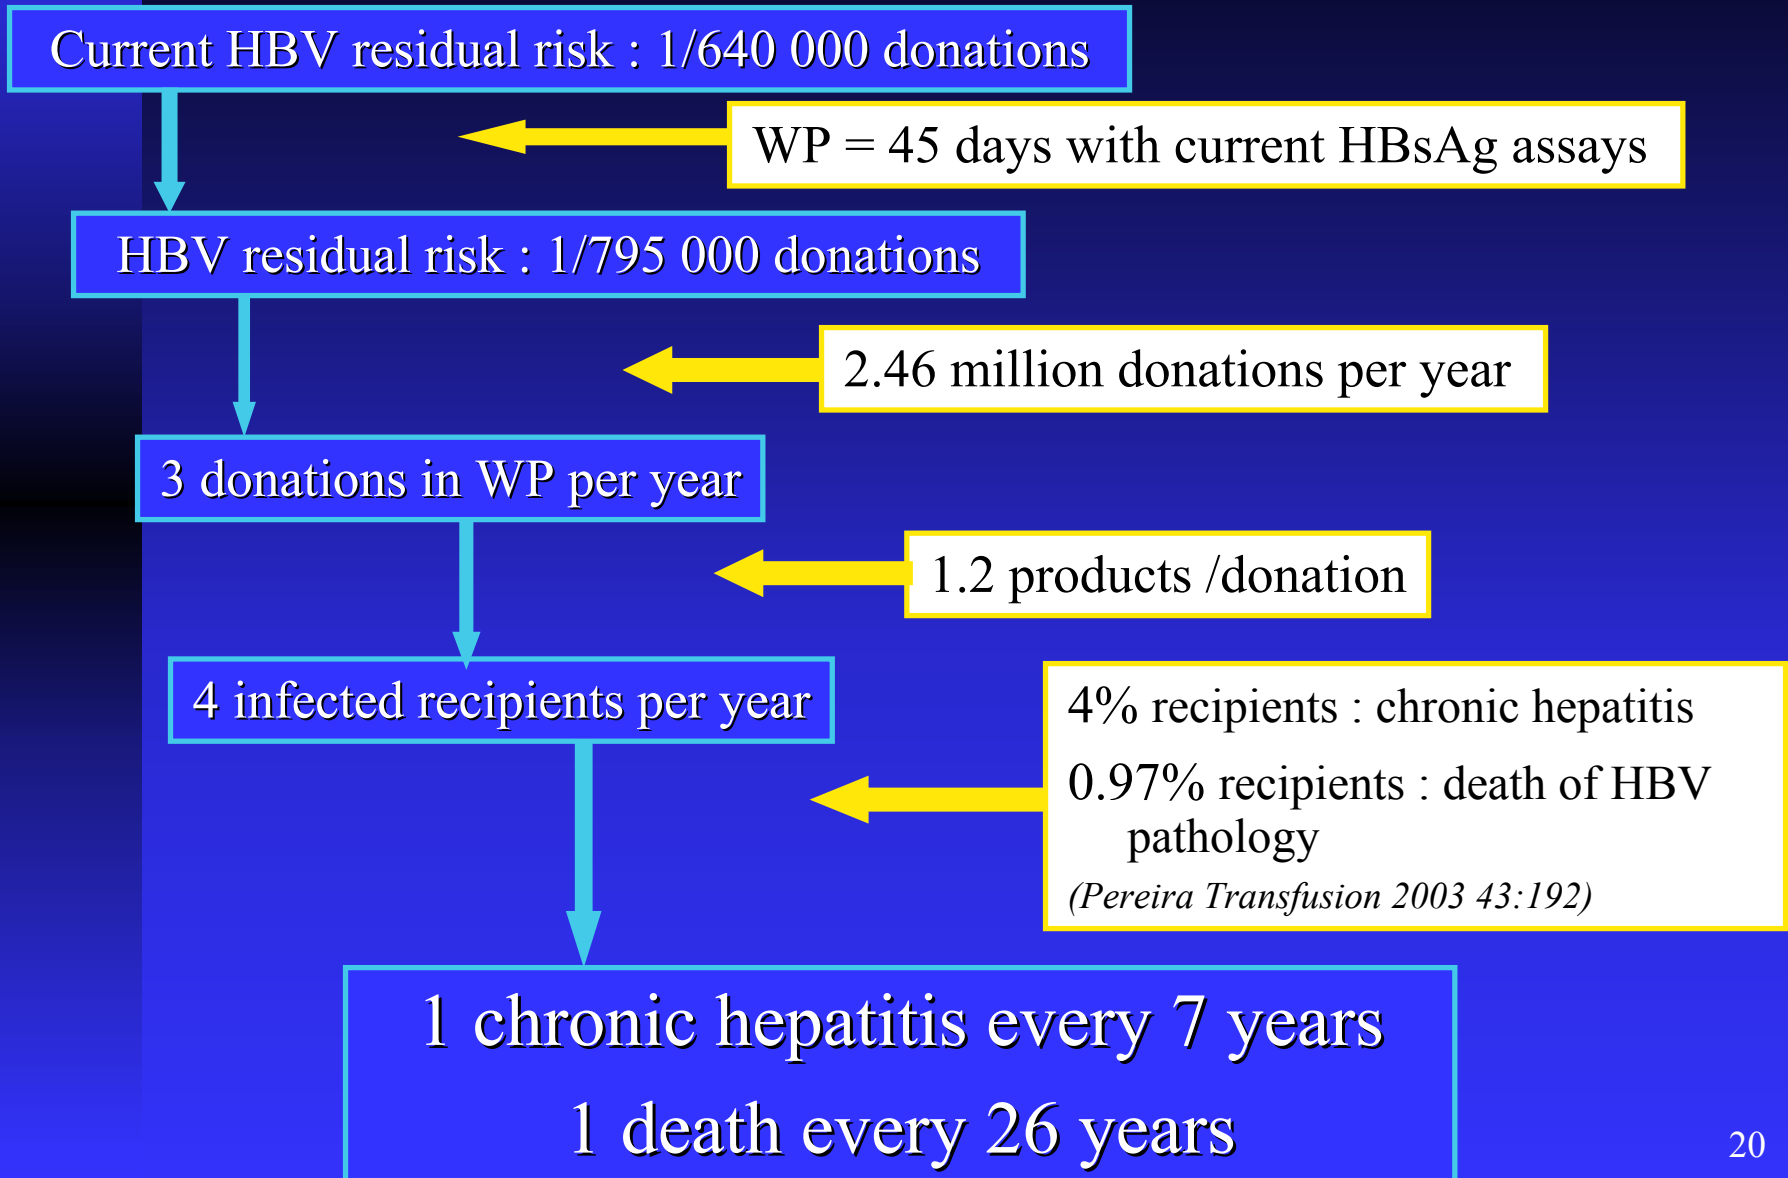 Current HBV residual risk : 1/640 000 donations
WP = 45 days with current HBsAg assays
HBV residual risk : 1/795 000 donations
2.46 million donations per year
3 donations in WP per year
1.2 products /donation
4 infected recipients per year
4% recipients : chronic hepatitis
0.97% recipients : death of HBV
pathology
(Pereira Transfusion 2003 43:192)
1 chronic hepatitis every 7 years
1 death every 26 years
20